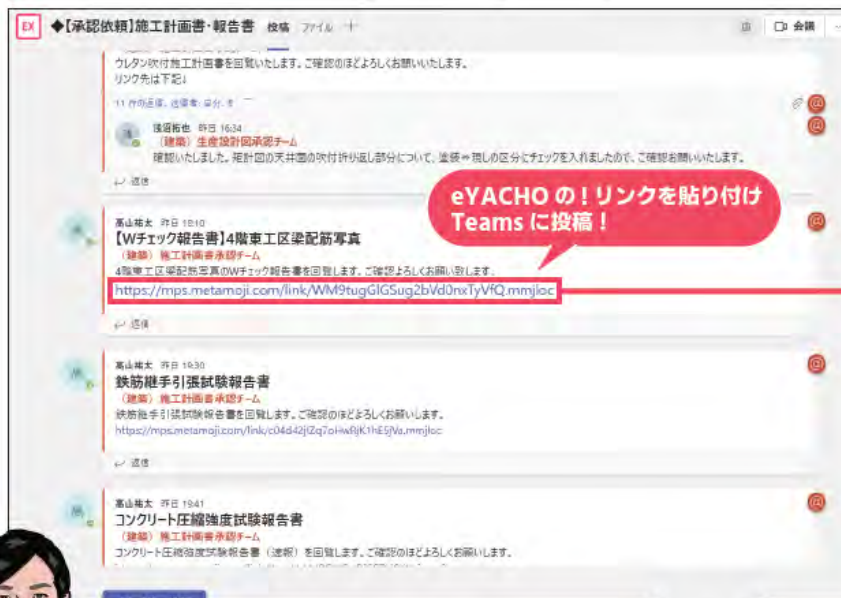 EX ◆【承認依頼】施工計画書・報告書 投稿 ファイル +
会議
ウレタン吹付施工計画書を回覧いたします。ご確認のほどよろしくお願いいたします。
リンク先は下記↓
浅沼拓也 昨日 16:34
（建築）生産設計図承認チーム
確認いたしました。矩計図の天井面の吹付折り返し部分について、塗装⇔現しの区分にチェックを入れましたので、ご確認お願いいたします。
返信
eYACHO の！リンクを貼り付け
Teams に投稿！
高山祐太 昨日 19:10
【Wチェック報告書】4階東工区梁配筋写真
（建築）施工計画書承認チーム
4階東工区梁配筋写真のWチェック報告書を回覧します。ご確認よろしくお願い致します。
https://mps.metamoji.com/link/WM9tugGlGSug2bVd0nxTyVfQ.mmjloc
返信
高山祐太 昨日 19:30
鉄筋継手引張試験報告書
（建築）施工計画書承認チーム
鉄筋継手引張試験報告書を回覧します。ご確認のほどよろしくお願いします。
返信
高山祐太 昨日 19:41
コンクリート圧縮強度試験報告書
（建築）施工計画書承認チーム
コンクリート圧縮強度試験報告書（速報）を回覧します。ご確認のほどよろしくお願いします。